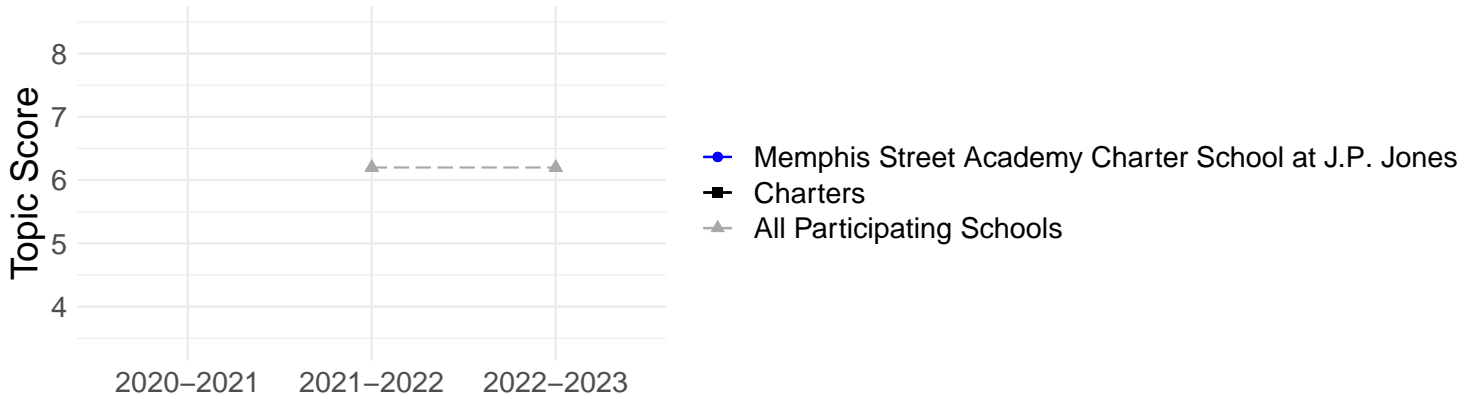 Topic Score
8
7
6
5
4
2020–2021 2021–2022 2022–2023
Memphis Street Academy Charter School at J.P. Jones
Charters
All Participating Schools